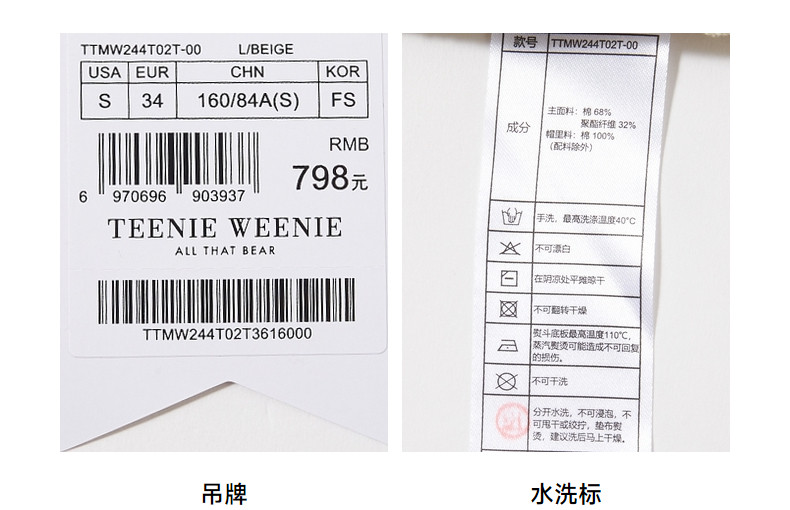 TTMW244T02T-00 L/BEIGE
USA EUR CHN KOR
S 34 160/84A(S) FS
RMB
798元
6 970696 903937
TEENIE WEENIE
ALL THAT BEAR
TTMW244T02T3616000
吊牌
款号 TTMW244T02T-00
成分
主面料：棉 68%
聚酯纤维 32%
帽里料：棉 100%
（配料除外）
手洗，最高洗涤温度40°C
不可漂白
在阴凉处平摊晾干
不可翻转干燥
熨斗底板最高温度110°C，
蒸汽熨烫可能造成不可回复
的损伤。
不可干洗
分开水洗，不可浸泡，不
可甩干或绞拧，垫布熨
烫，建议洗后马上干燥。
水洗标